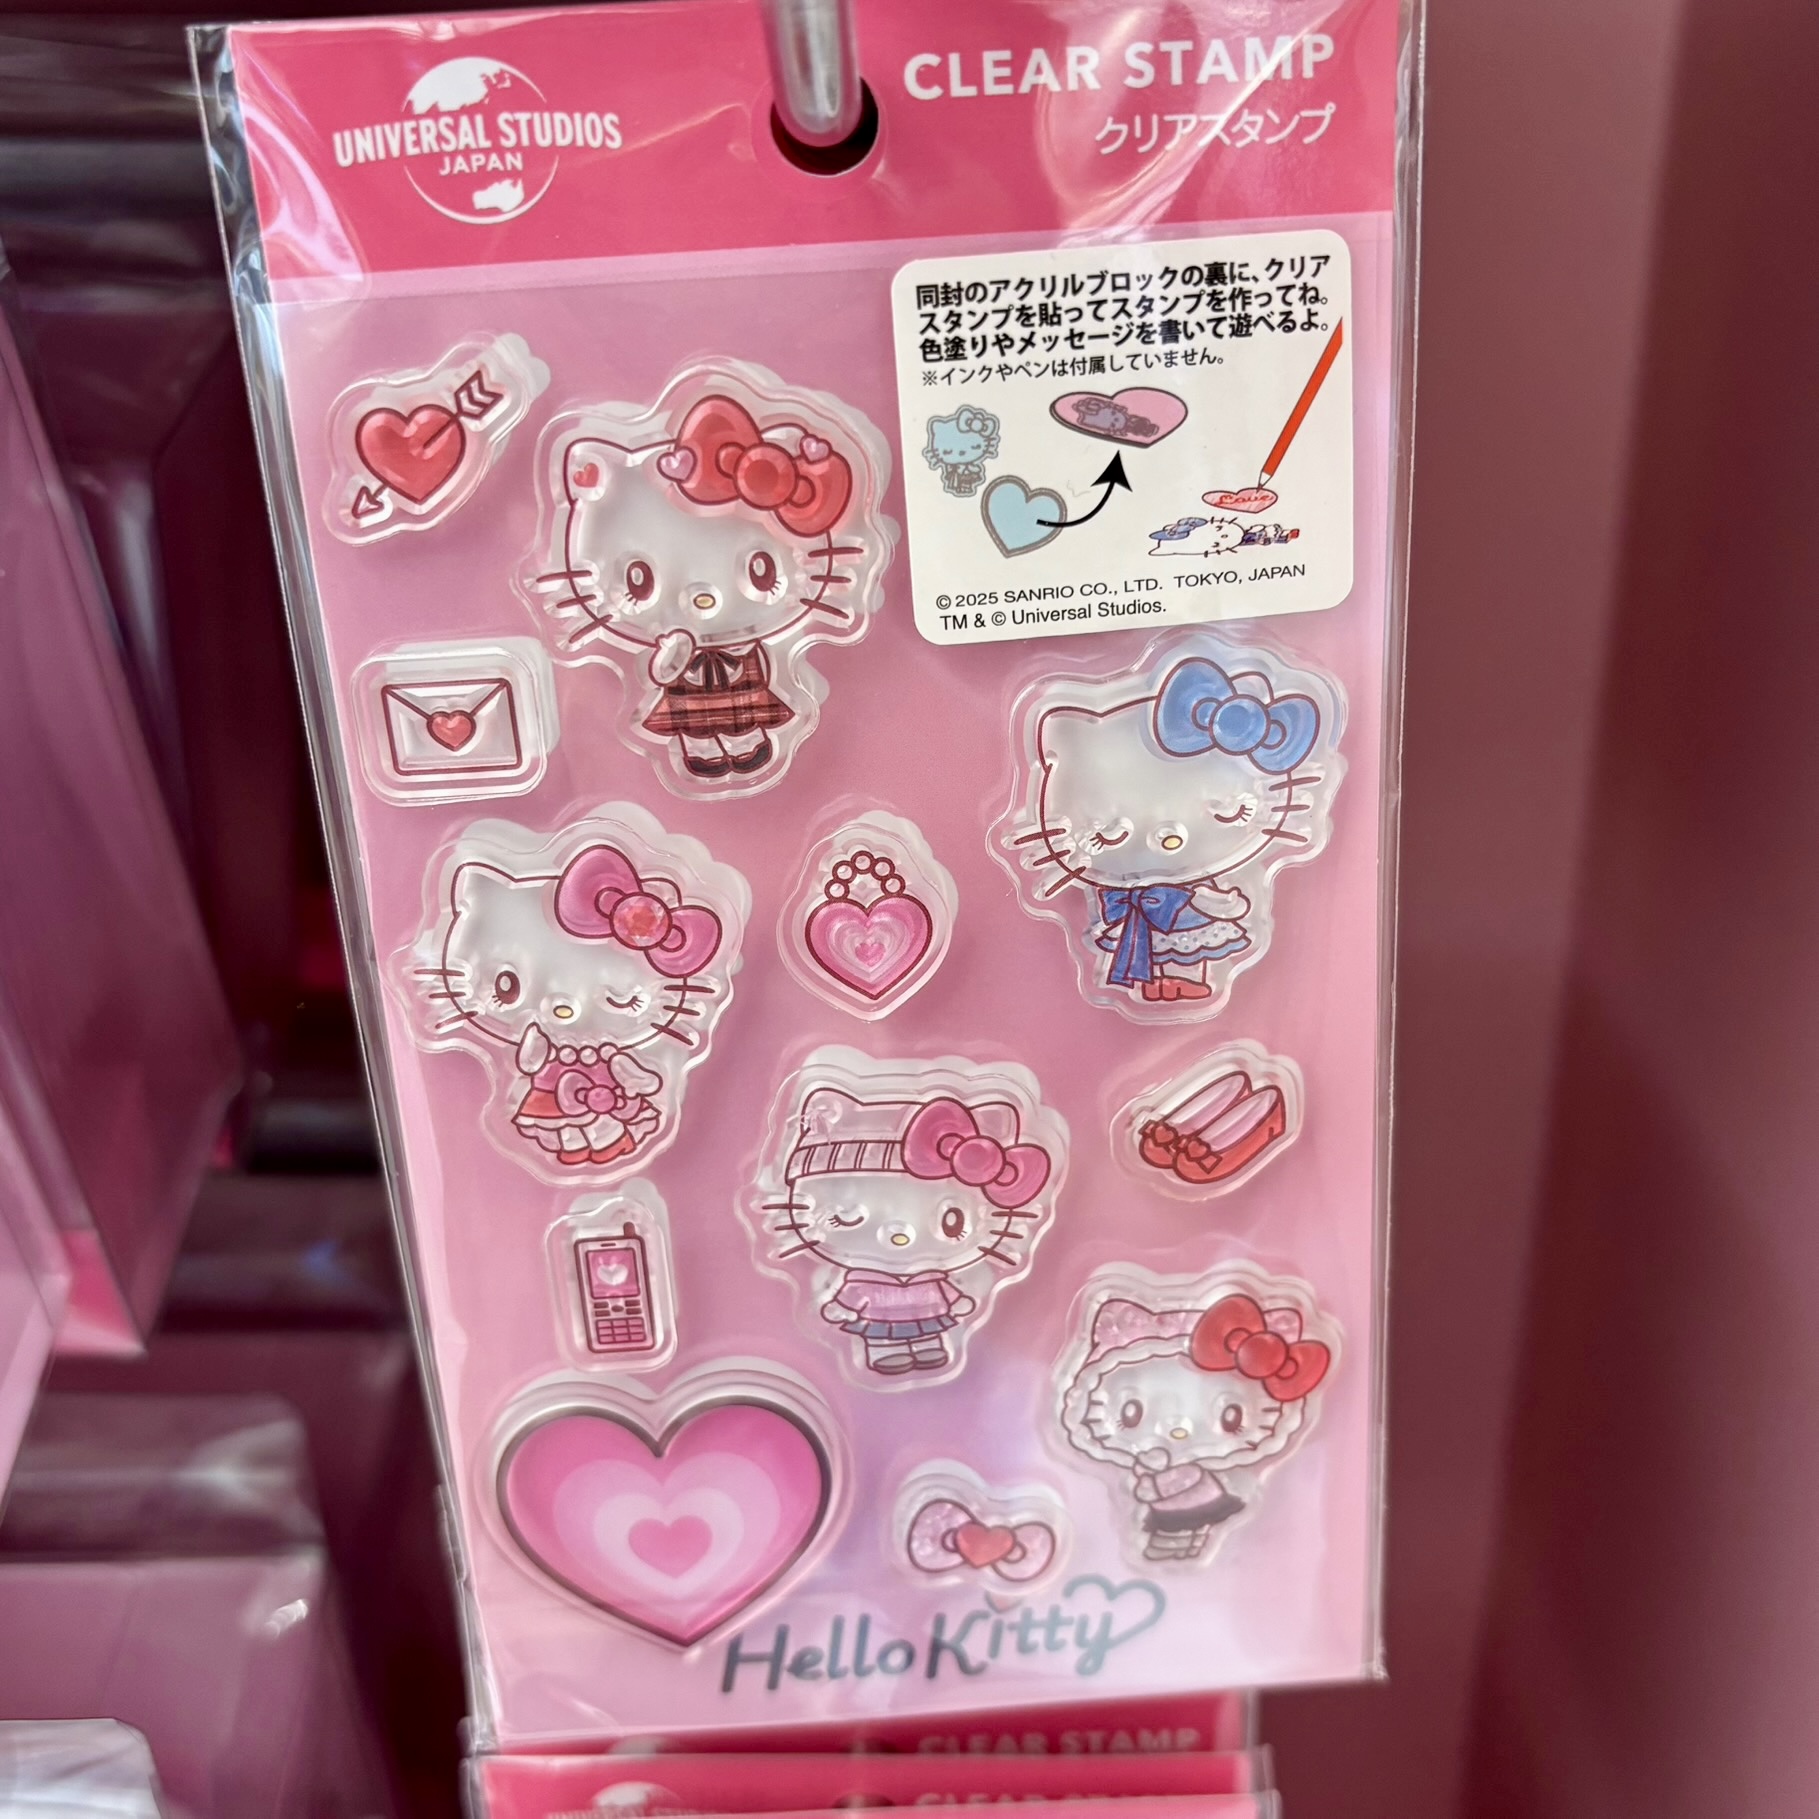 UNIVERSAL STUDIOS
JAPAN
CLEAR STAMP
クリアスタンプ
同封のアクリルブロックの裏に、クリア
スタンプを貼ってスタンプを作ってね。
色塗りやメッセージを書いて遊べるよ。
※インクやペンは付属していません。
Love
© 2025 SANRIO CO., LTD. TOKYO, JAPAN
TM & © Universal Studios.
Hello Kitty
CLEAR STAMP